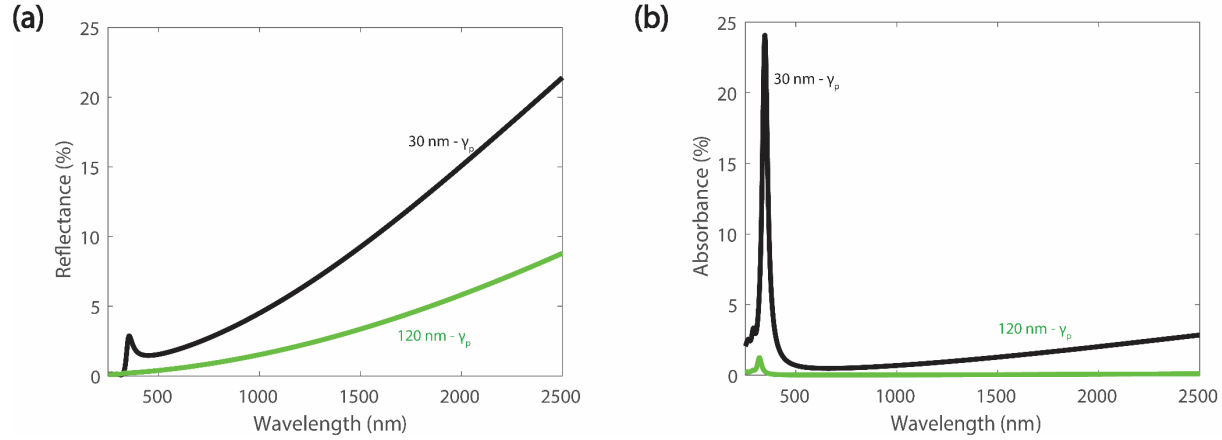 (a)
25
20
15
10
5
0
Reflectance (%)
30 nm - γp
120 nm - γp
500 1000 1500 2000 2500
Wavelength (nm)
(b)
25
20
15
10
5
0
Absorbance (%)
30 nm - γp
120 nm - γp
500 1000 1500 2000 2500
Wavelength (nm)